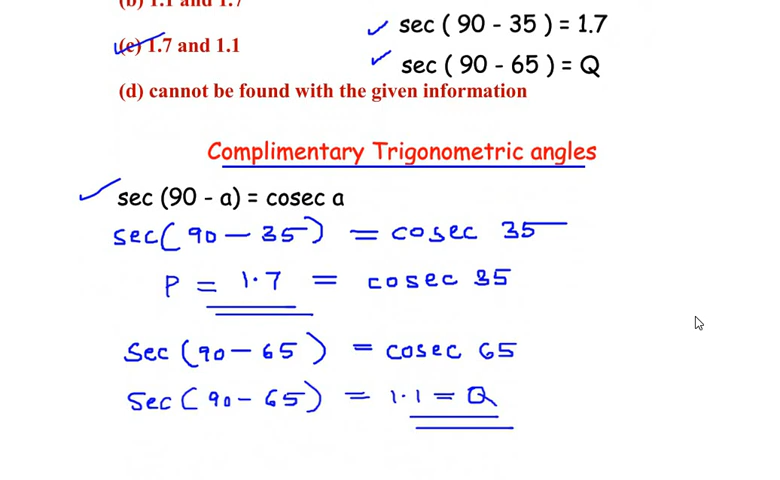 (b) 1.1 and 1.7
sec ( 90 - 35 ) = 1.7
(c) 1.7 and 1.1
sec ( 90 - 65 ) = Q
(d) cannot be found with the given information
Complimentary Trigonometric angles
sec (90 - a) = cosec a
sec( 90 - 35 ) = cosec 35
P = 1.7 = cosec 35
Sec (90 - 65 ) = cosec 65
Sec ( 90 - 65 ) = 1.1 = Q